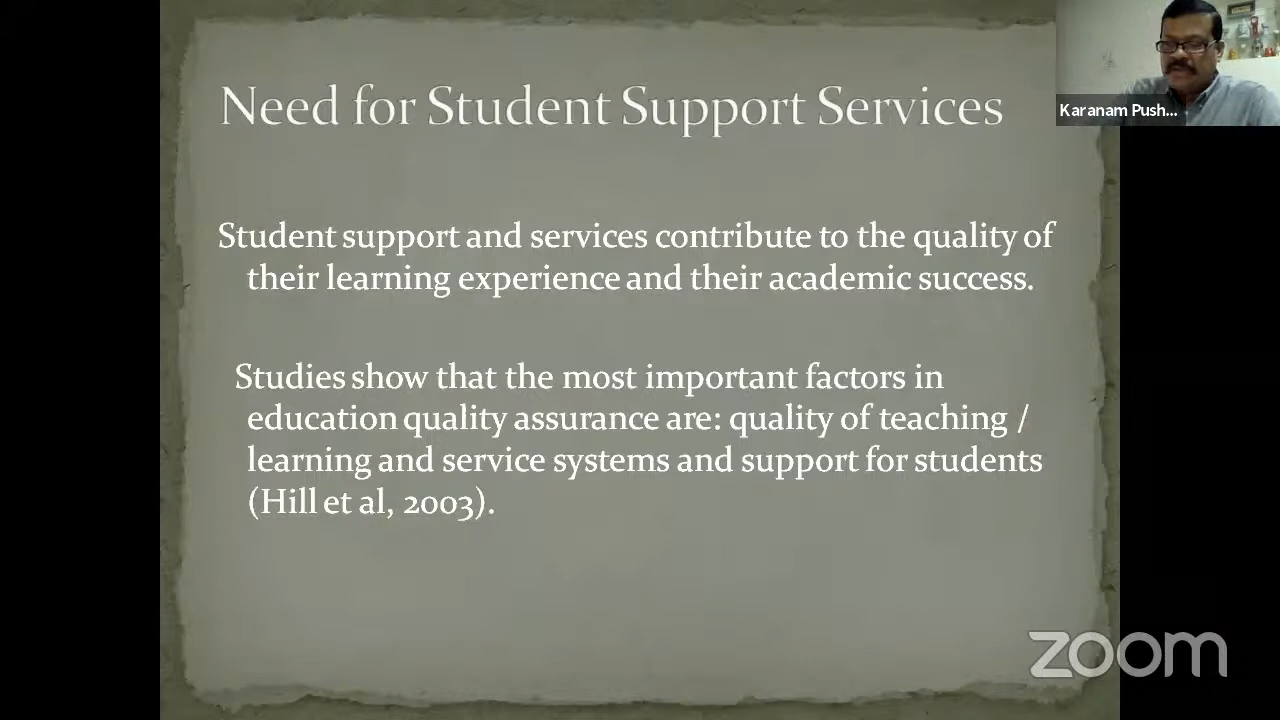 Need for Student Support Services
Karanam Push...
Student support and services contribute to the quality of
their learning experience and their academic success.
Studies show that the most important factors in
education quality assurance are: quality of teaching /
learning and service systems and support for students
(Hill et al, 2003).
zoom